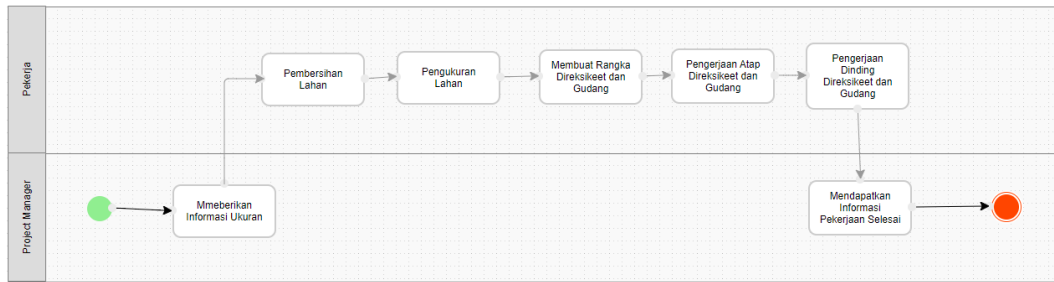 Pekerja
Pembersihan
Lahan
Pengukuran
Lahan
Membuat Rangka
Direksikeet dan
Gudang
Pengerjaan Atap
Direksikeet dan
Gudang
Pengerjaan
Dinding
Direksikeet dan
Gudang
Project Manager
Mmeberikan
Informasi Ukuran
Mendapatkan
Informasi
Pekerjaan Selesai